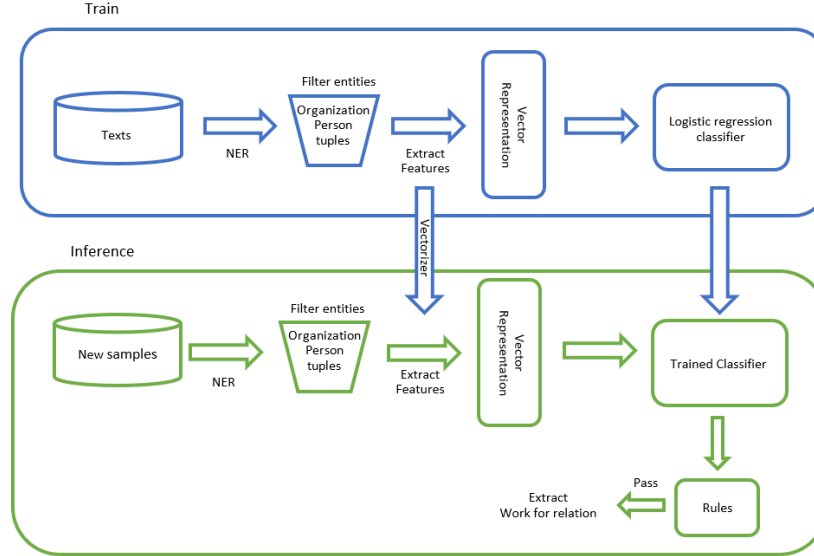 Train
Filter entities
Organization
Person
tuples
Texts
NER
Extract
Features
Vector
Representation
Logistic regression
classifier
Vectorizer
Inference
Filter entities
Organization
Person
tuples
New samples
NER
Extract
Features
Vector
Representation
Trained Classifier
Pass
Rules
Extract
Work for relation